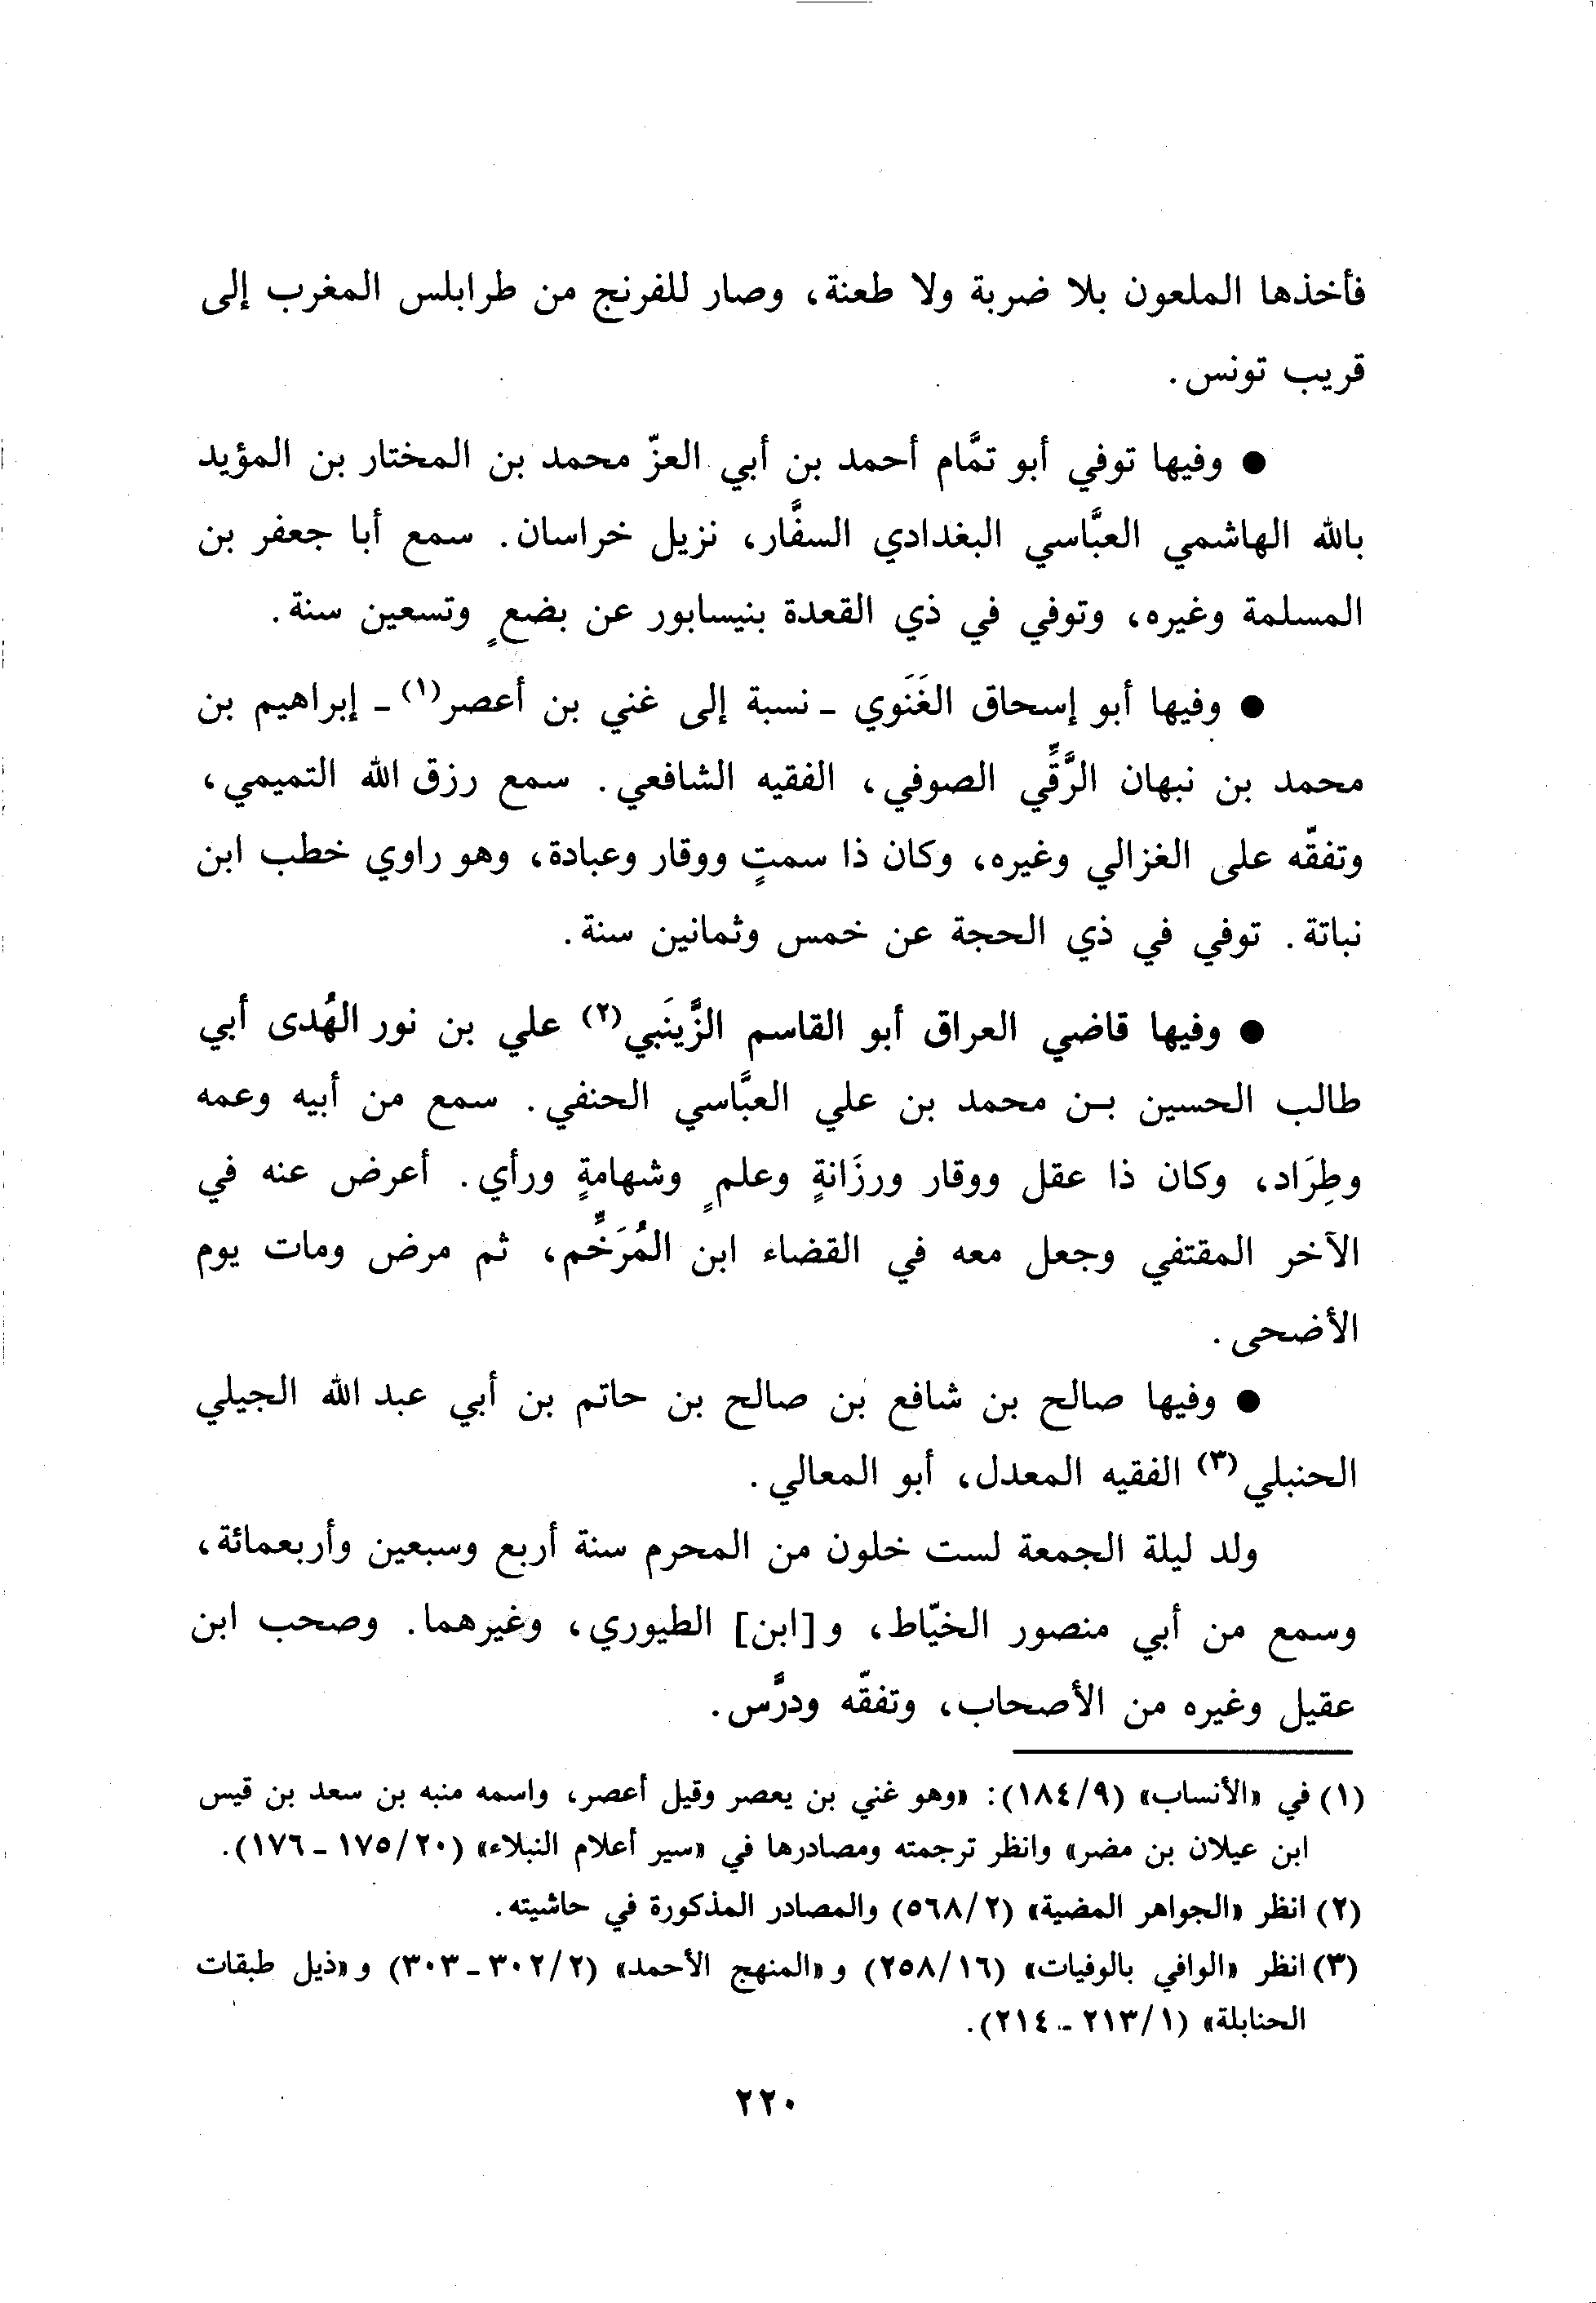 فأخذها الملعون بلا ضربة ولا طعنة، وصار للفرنج من طرابلس المغرب إلى
قريب تونس.
● وفيها توفي أبو تمَّام أحمد بن أبي العزّ محمد بن المختار بن المؤيد
بالله الهاشمي العبَّاسي البغدادي السفَّار، نزيل خراسان. سمع أبا جعفر بن
المسلمة وغيره، وتوفي في ذي القعدة بنيسابور عن بضعٍ وتسعين سنة.
● وفيها أبو إسحاق الغَنَوي ـ نسبة إلى غني بن أعصر(١) ـ إبراهيم بن
محمد بن نبهان الرَّقِّي الصوفي، الفقيه الشافعي. سمع رزق الله التميمي،
وتفقّه على الغزالي وغيره، وكان ذا سمتٍ ووقار وعبادة، وهو راوي خطب ابن
نباتة. توفي في ذي الحجة عن خمس وثمانين سنة.
● وفيها قاضي العراق أبو القاسم الزَّينَبي(٢) علي بن نور الهُدى أبي
طالب الحسين بـن محمد بن علي العبَّاسي الحنفي. سمع من أبيه وعمه
وطِرَاد، وكان ذا عقل ووقار ورزَانةٍ وعلمٍ وشهامةٍ ورأي. أعرض عنه في
الآخر المقتفي وجعل معه في القضاء ابن المُرَخِّم، ثم مرض ومات يوم
الأضحى.
● وفيها صالح بن شافع بن صالح بن حاتم بن أبي عبد الله الجيلي
الحنبلي(٣) الفقيه المعدل، أبو المعالي.
ولد ليلة الجمعة لست خلون من المحرم سنة أربع وسبعين وأربعمائة،
وسمع من أبي منصور الخيّاط، و[ابن] الطيوري، وغيرهما. وصحب ابن
عقيل وغيره من الأصحاب، وتفقّه ودرَّس.
(١) في «الأنساب» (١٨٤/٩): «وهو غني بن يعصر وقيل أعصر، واسمه منبه بن سعد بن قيس
ابن عيلان بن مضر» وانظر ترجمته ومصادرها في «سير أعلام النبلاء» (١٧٥/٢٠ ـ ١٧٦).
(٢) انظر «الجواهر المضية» (٥٦٨/٢) والمصادر المذكورة في حاشيته.
(٣) انظر «الوافي بالوفيات» (٢٥٨/١٦) و«المنهج الأحمد» (٣٠٢/٢ ـ ٣٠٣) و«ذيل طبقات
الحنابلة» (٢١٣/١ ـ ٢١٤).
٢٢٠